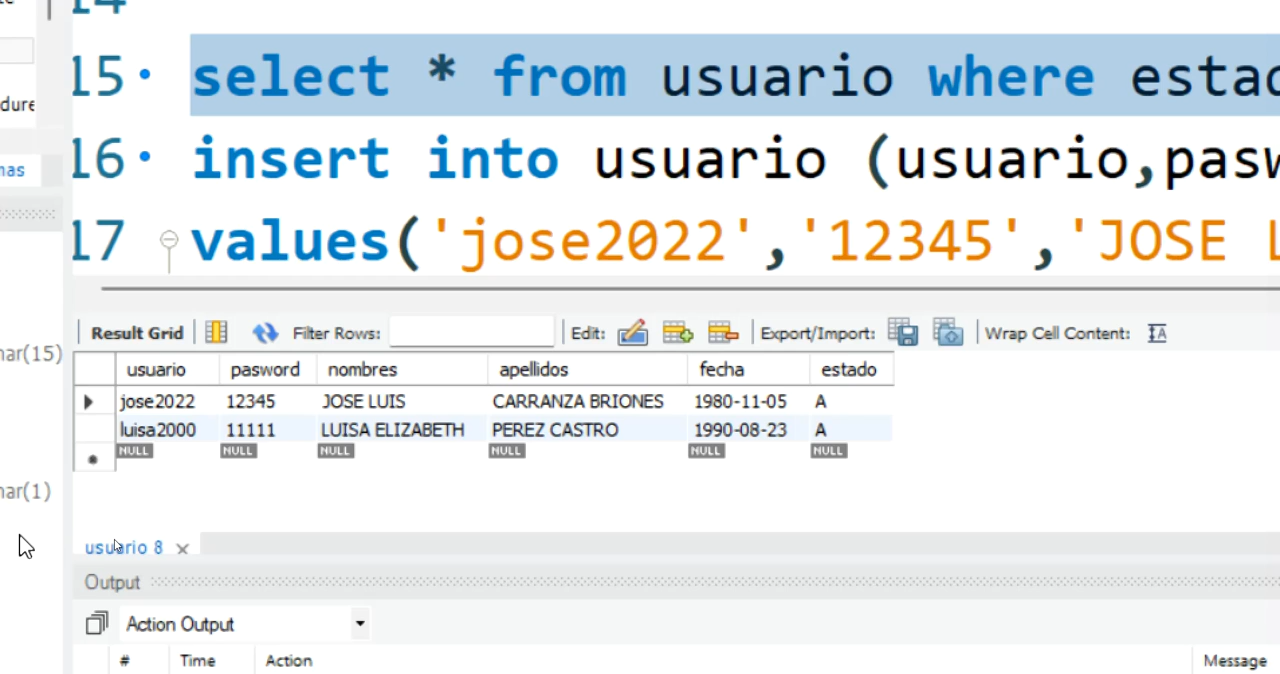 14
15 select * from usuario where estad
16 insert into usuario (usuario,pasw
17 values('jose2022','12345','JOSE L
dure
nas
har(15)
har(1)
Result Grid Filter Rows: Edit: Export/Import: Wrap Cell Content:
usuario pasword nombres apellidos fecha estado
jose2022 12345 JOSE LUIS CARRANZA BRIONES 1980-11-05 A
luisa2000 11111 LUISA ELIZABETH PEREZ CASTRO 1990-08-23 A
NULL NULL NULL NULL NULL NULL
usuario 8
Output
Action Output
# Time Action Message